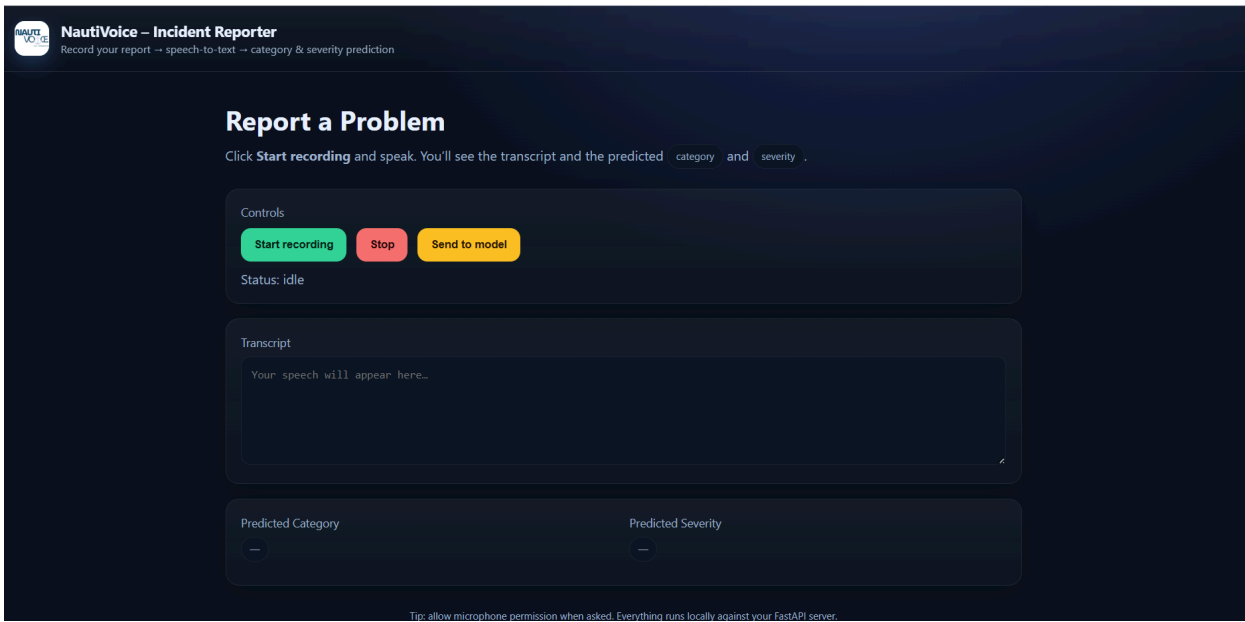 NAUTI
VOICE
NautiVoice – Incident Reporter
Record your report → speech-to-text → category & severity prediction
Report a Problem
Click Start recording and speak. You'll see the transcript and the predicted category and severity .
Controls
Start recording Stop Send to model
Status: idle
Transcript
Your speech will appear here…
Predicted Category Predicted Severity
— —
Tip: allow microphone permission when asked. Everything runs locally against your FastAPI server.